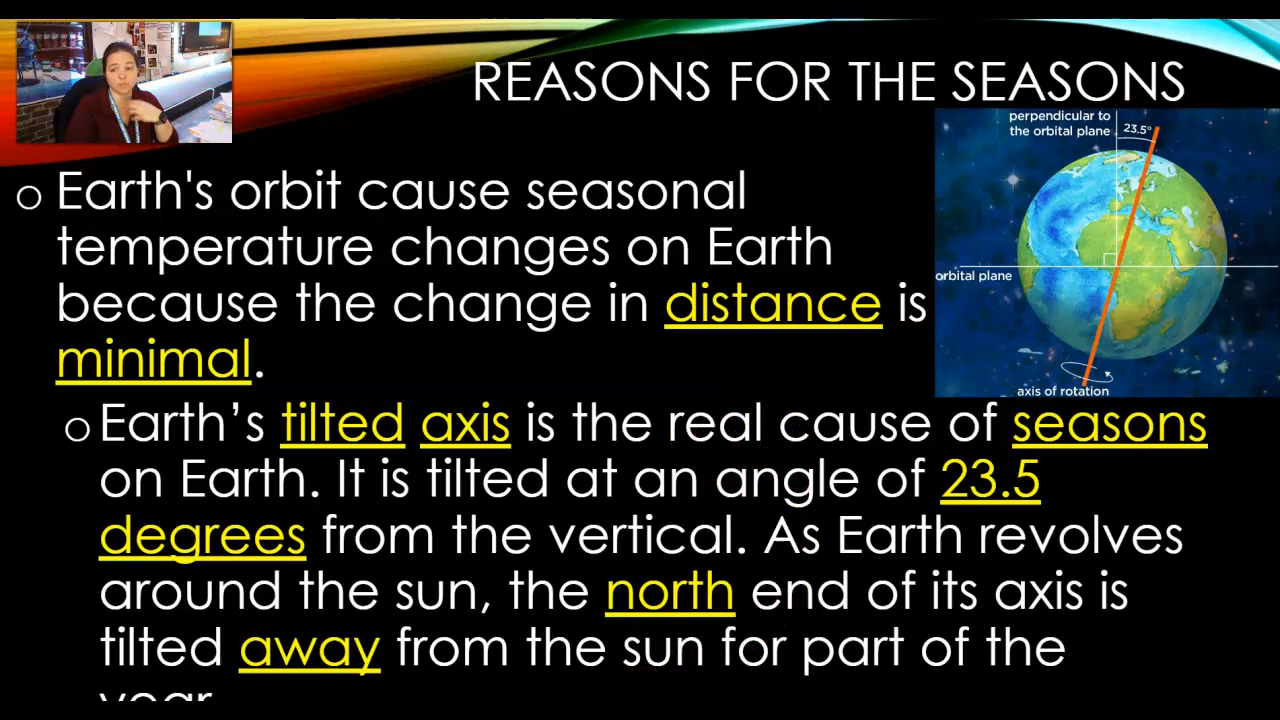 REASONS FOR THE SEASONS
perpendicular to
the orbital plane
23.5°
o Earth's orbit cause seasonal
temperature changes on Earth
because the change in distance is
minimal.
orbital plane
axis of rotation
o Earth’s tilted axis is the real cause of seasons
on Earth. It is tilted at an angle of 23.5
degrees from the vertical. As Earth revolves
around the sun, the north end of its axis is
tilted away from the sun for part of the
year